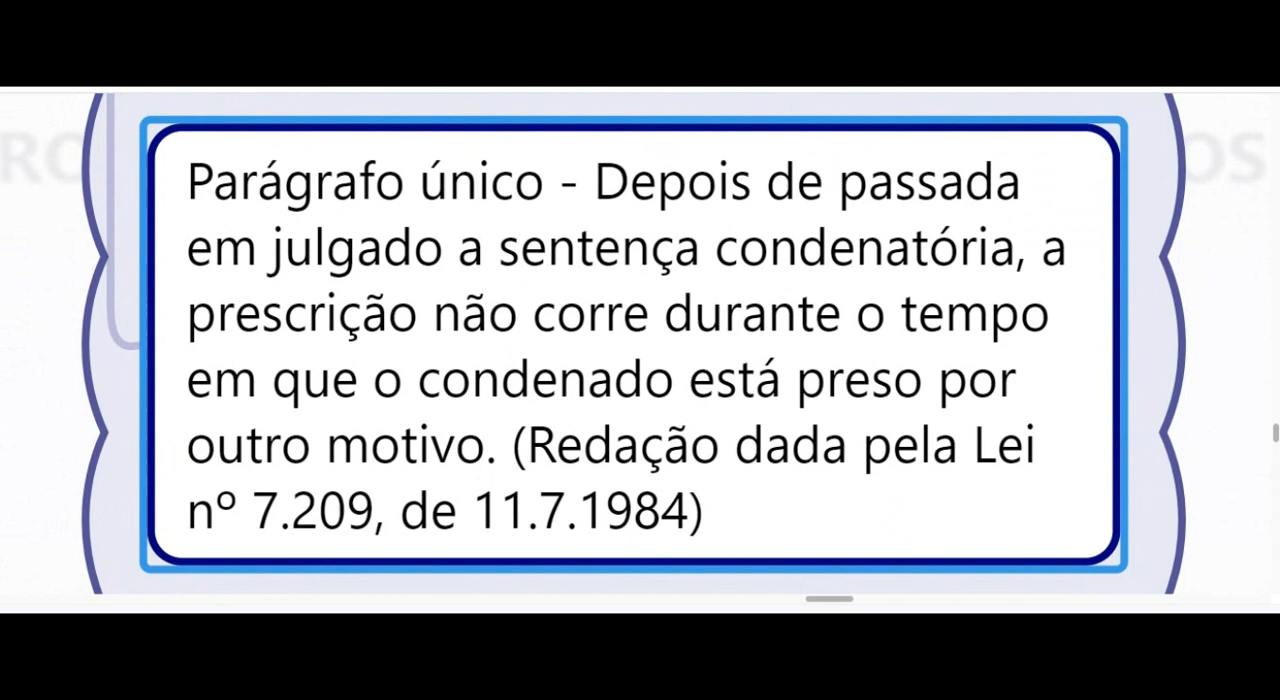 Parágrafo único - Depois de passada
em julgado a sentença condenatória, a
prescrição não corre durante o tempo
em que o condenado está preso por
outro motivo. (Redação dada pela Lei
nº 7.209, de 11.7.1984)